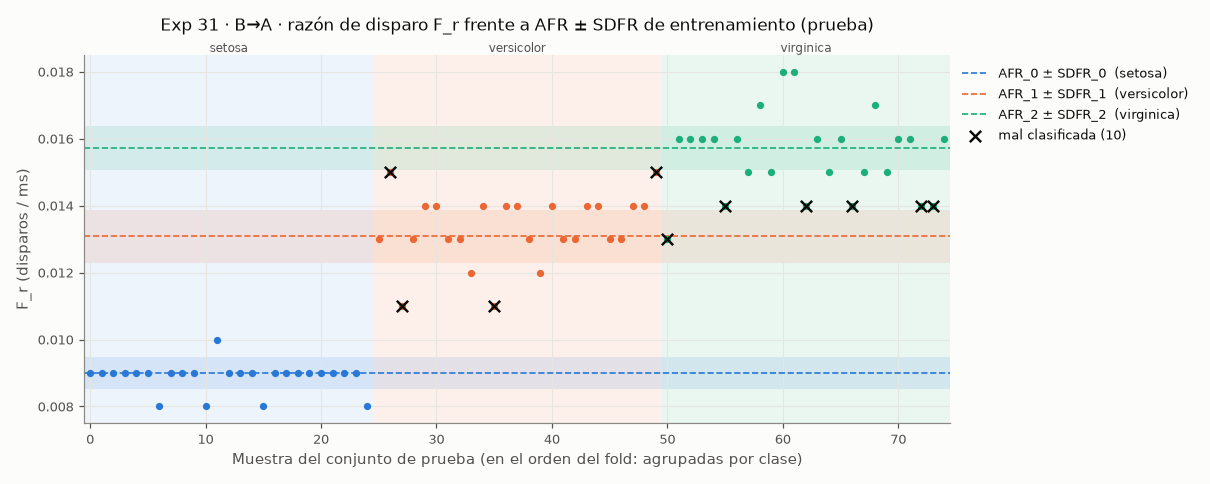 Exp 31 · B→A · razón de disparo F_r frente a AFR ± SDFR de entrenamiento (prueba)
setosa
versicolor
virginica
AFR_0 ± SDFR_0 (setosa)
AFR_1 ± SDFR_1 (versicolor)
AFR_2 ± SDFR_2 (virginica)
mal clasificada (10)
F_r (disparos / ms)
0.018
0.016
0.014
0.012
0.010
0.008
0
10
20
30
40
50
60
70
Muestra del conjunto de prueba (en el orden del fold: agrupadas por clase)